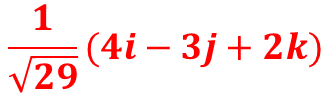 1/√29 (4i − 3j + 2k)